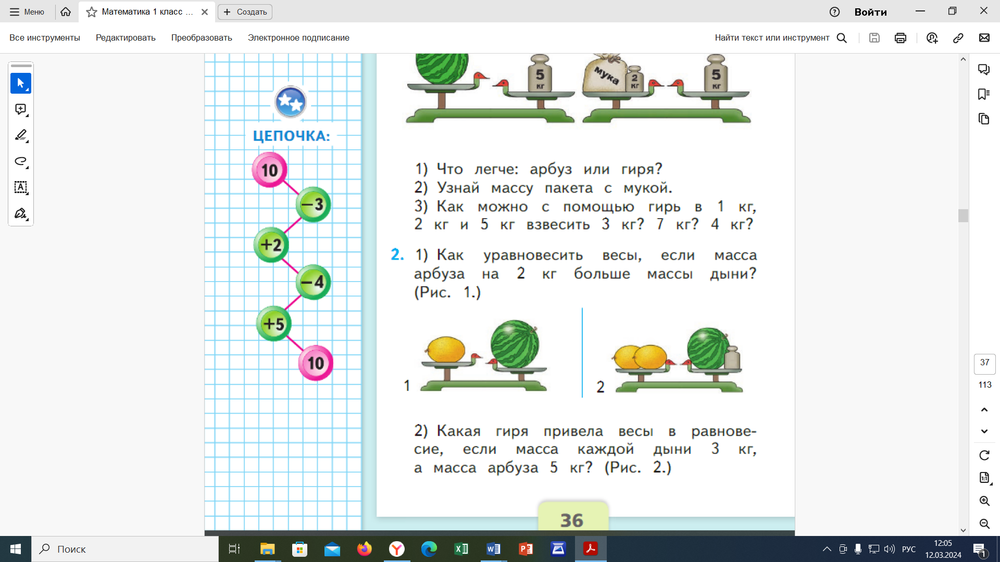 Меню
Математика 1 класс ...
Создать
Войти
Все инструменты
Редактировать
Преобразовать
Электронное подписание
Найти текст или инструмент
5
кг
мука
2
кг
5
кг
ЦЕПОЧКА:
10
−3
+2
−4
+5
10
1) Что легче: арбуз или гиря?
2) Узнай массу пакета с мукой.
3) Как можно с помощью гирь в 1 кг,
2 кг и 5 кг взвесить 3 кг? 7 кг? 4 кг?
2. 1) Как уравновесить весы, если масса
арбуза на 2 кг больше массы дыни?
(Рис. 1.)
1
2
2) Какая гиря привела весы в равнове-
сие, если масса каждой дыни 3 кг,
а масса арбуза 5 кг? (Рис. 2.)
36
37
113
1:1
Поиск
РУС
12:05
12.03.2024
1